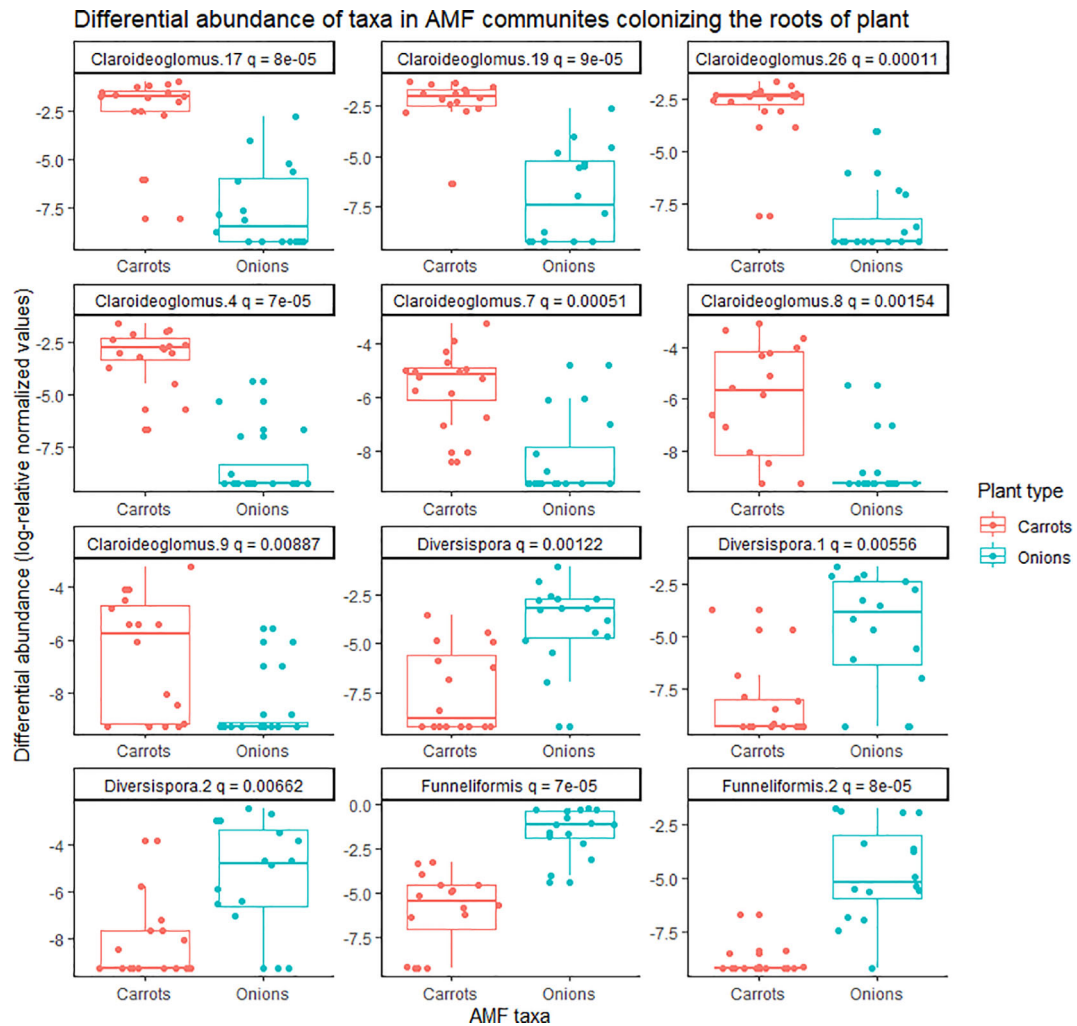 Differential abundance of taxa in AMF communites colonizing the roots of plant
Claroideoglomus.17 q = 8e-05
Claroideoglomus.19 q = 9e-05
Claroideoglomus.26 q = 0.00011
-2.5
-5.0
-7.5
-2.5
-5.0
-7.5
-2.5
-5.0
-7.5
Carrots Onions
Carrots Onions
Carrots Onions
Claroideoglomus.4 q = 7e-05
Claroideoglomus.7 q = 0.00051
Claroideoglomus.8 q = 0.00154
-2.5
-5.0
-7.5
-4
-6
-8
-4
-6
-8
Carrots Onions
Carrots Onions
Carrots Onions
Claroideoglomus.9 q = 0.00887
Diversispora q = 0.00122
Diversispora.1 q = 0.00556
-4
-6
-8
-2.5
-5.0
-7.5
-2.5
-5.0
-7.5
Carrots Onions
Carrots Onions
Carrots Onions
Diversispora.2 q = 0.00662
Funneliformis q = 7e-05
Funneliformis.2 q = 8e-05
-4
-6
-8
0.0
-2.5
-5.0
-7.5
-2.5
-5.0
-7.5
Carrots Onions
Carrots Onions
Carrots Onions
AMF taxa
Differential abundance (log-relative normalized values)
Plant type
Carrots
Onions